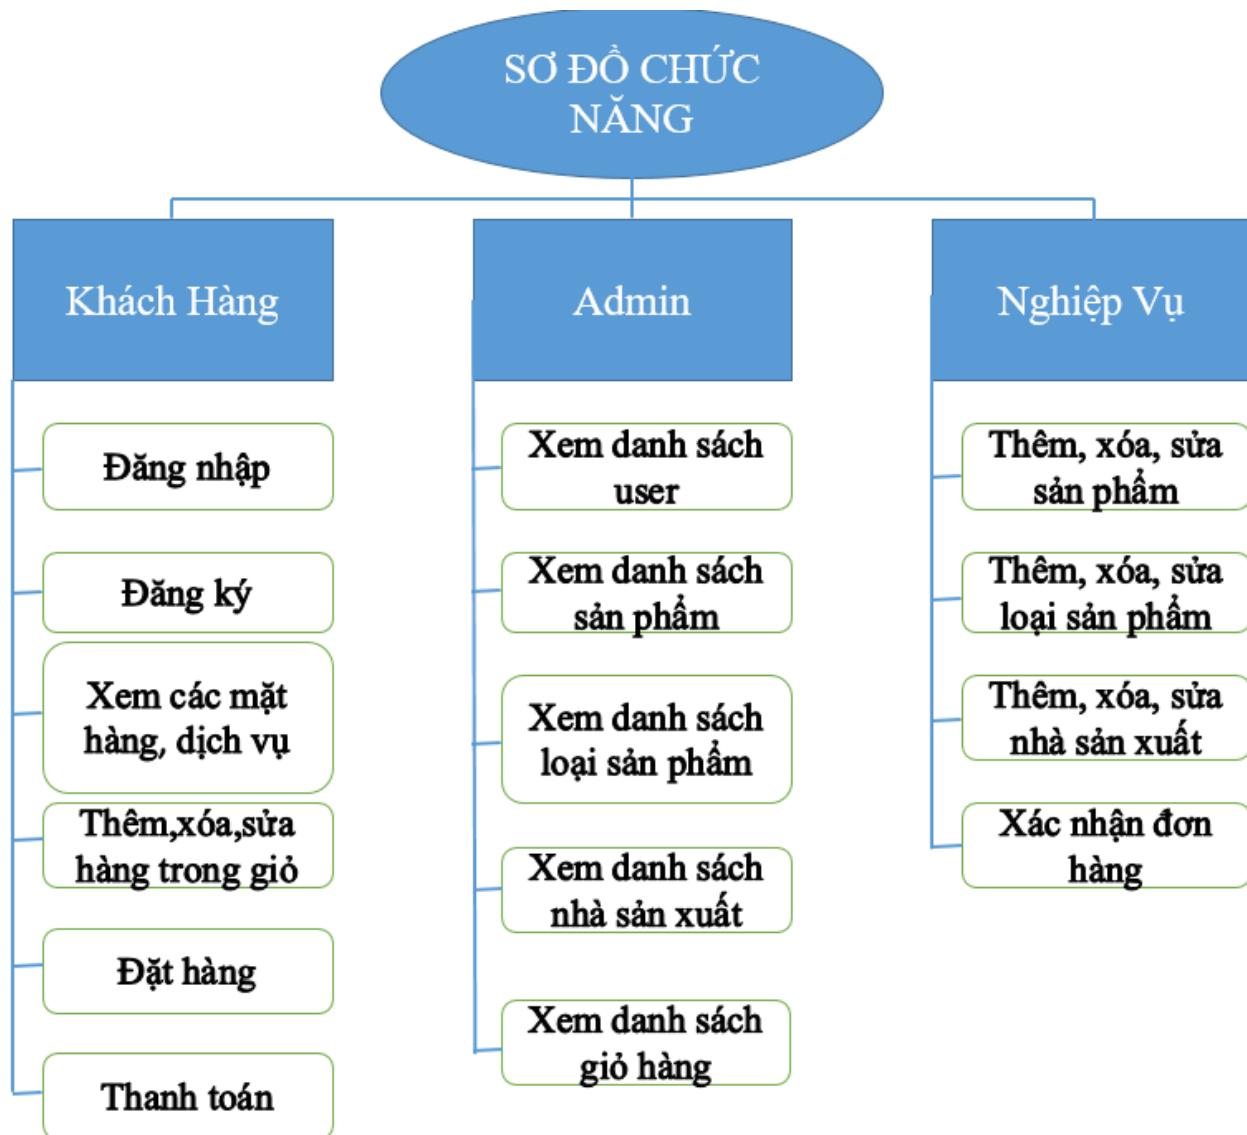 SƠ ĐỒ CHỨC
NĂNG
Khách Hàng
Đăng nhập
Đăng ký
Xem các mặt
hàng, dịch vụ
Thêm,xóa,sửa
hàng trong giỏ
Đặt hàng
Thanh toán
Admin
Xem danh sách
user
Xem danh sách
sản phẩm
Xem danh sách
loại sản phẩm
Xem danh sách
nhà sản xuất
Xem danh sách
giỏ hàng
Nghiệp Vụ
Thêm, xóa, sửa
sản phẩm
Thêm, xóa, sửa
loại sản phẩm
Thêm, xóa, sửa
nhà sản xuất
Xác nhận đơn
hàng